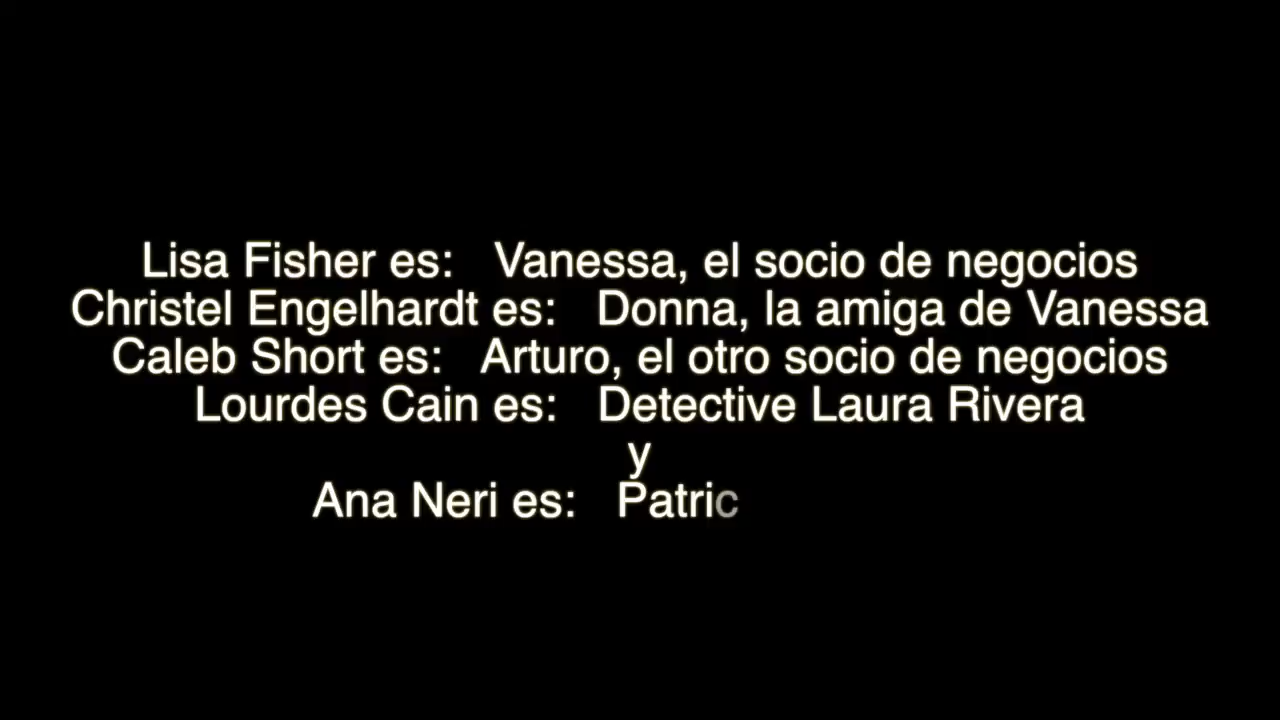 Lisa Fisher es: Vanessa, el socio de negocios
Christel Engelhardt es: Donna, la amiga de Vanessa
Caleb Short es: Arturo, el otro socio de negocios
Lourdes Cain es: Detective Laura Rivera
y
Ana Neri es: Patric